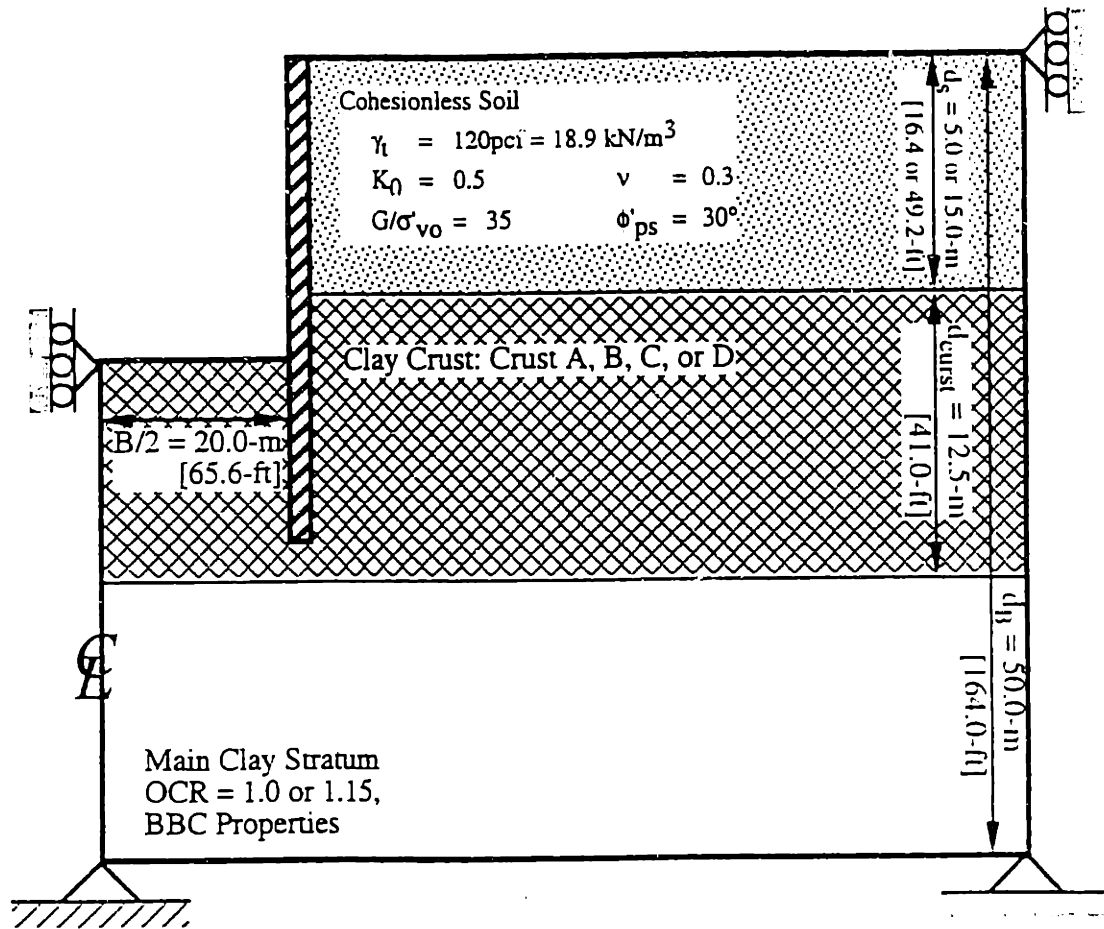 Cohesionless Soil
γt = 120pcf = 18.9 kN/m³
K0 = 0.5 ν = 0.3
G/σ'vo = 35 ϕ'ps = 30°
ds = 5.0 or 15.0-m
[16.4 or 49.2-ft]
Clay Crust: Crust A, B, C, or D
dcurst = 12.5-m
[41.0-ft]
B/2 = 20.0-m
[65.6-ft]
dB = 50.0-m
[164.0-ft]
℄
Main Clay Stratum
OCR = 1.0 or 1.15,
BBC Properties